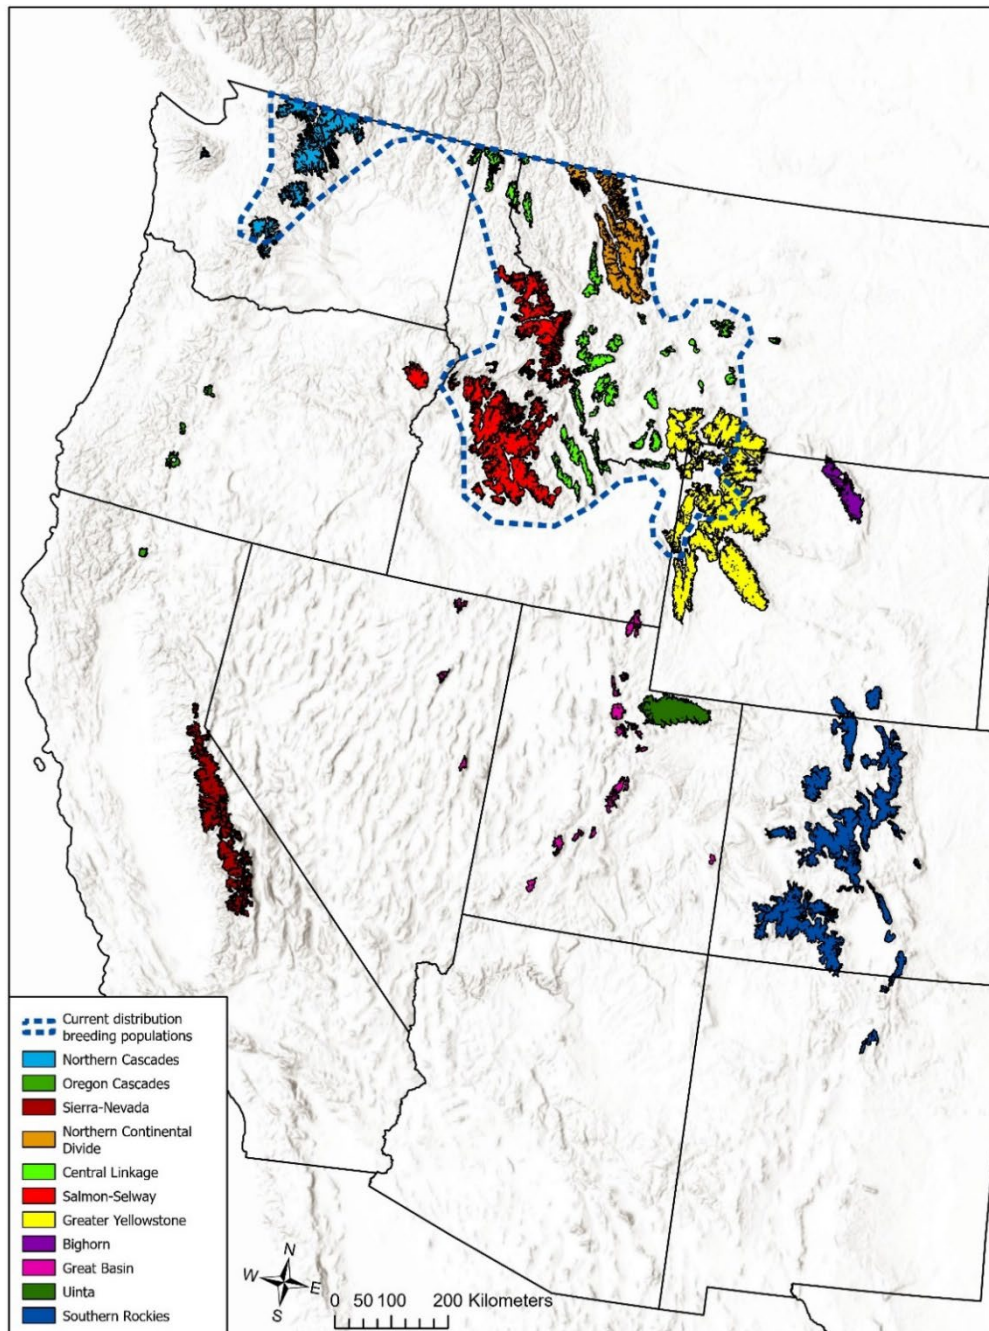 Current distribution
breeding populations
Northern Cascades
Oregon Cascades
Sierra-Nevada
Northern Continental
Divide
Central Linkage
Salmon-Selway
Greater Yellowstone
Bighorn
Great Basin
Uinta
Southern Rockies
N
W
E
S
0 50 100 200 Kilometers